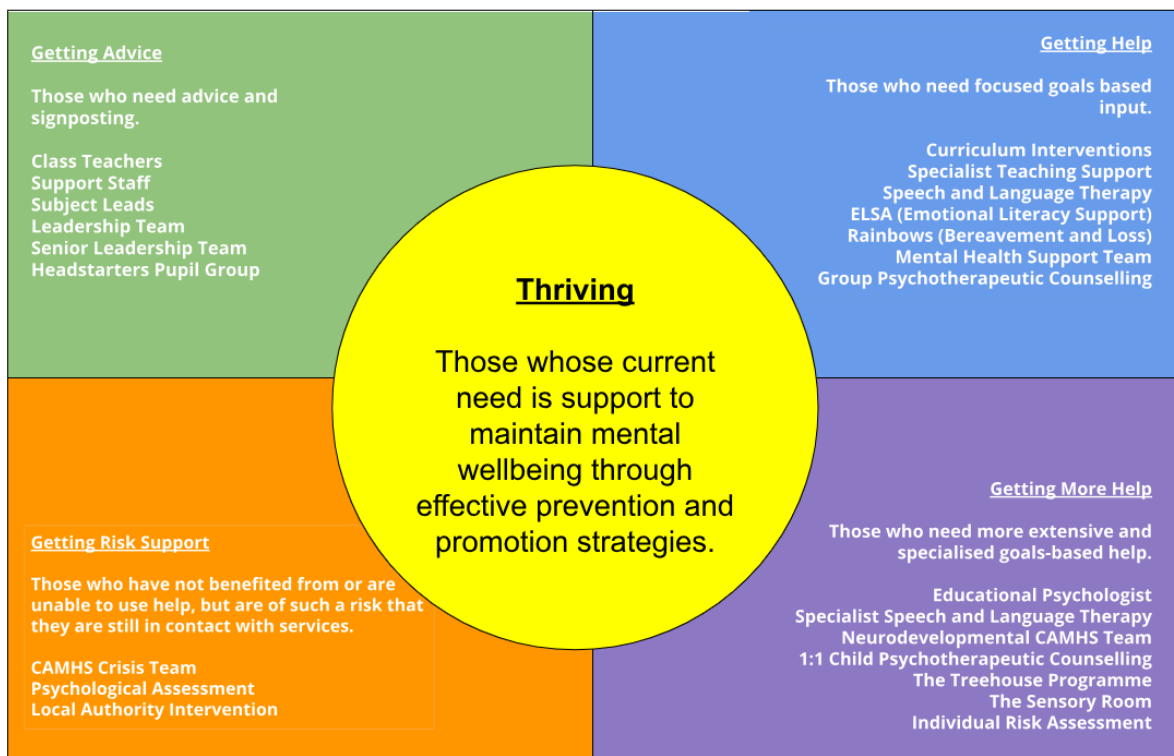 Getting Advice
Those who need advice and
signposting.
Class Teachers
Support Staff
Subject Leads
Leadership Team
Senior Leadership Team
Headstarters Pupil Group
Getting Help
Those who need focused goals based
input.
Curriculum Interventions
Specialist Teaching Support
Speech and Language Therapy
ELSA (Emotional Literacy Support)
Rainbows (Bereavement and Loss)
Mental Health Support Team
Group Psychotherapeutic Counselling
Thriving
Those whose current
need is support to
maintain mental
wellbeing through
effective prevention and
promotion strategies.
Getting Risk Support
Those who have not benefited from or are
unable to use help, but are of such a risk that
they are still in contact with services.
CAMHS Crisis Team
Psychological Assessment
Local Authority Intervention
Getting More Help
Those who need more extensive and
specialised goals-based help.
Educational Psychologist
Specialist Speech and Language Therapy
Neurodevelopmental CAMHS Team
1:1 Child Psychotherapeutic Counselling
The Treehouse Programme
The Sensory Room
Individual Risk Assessment